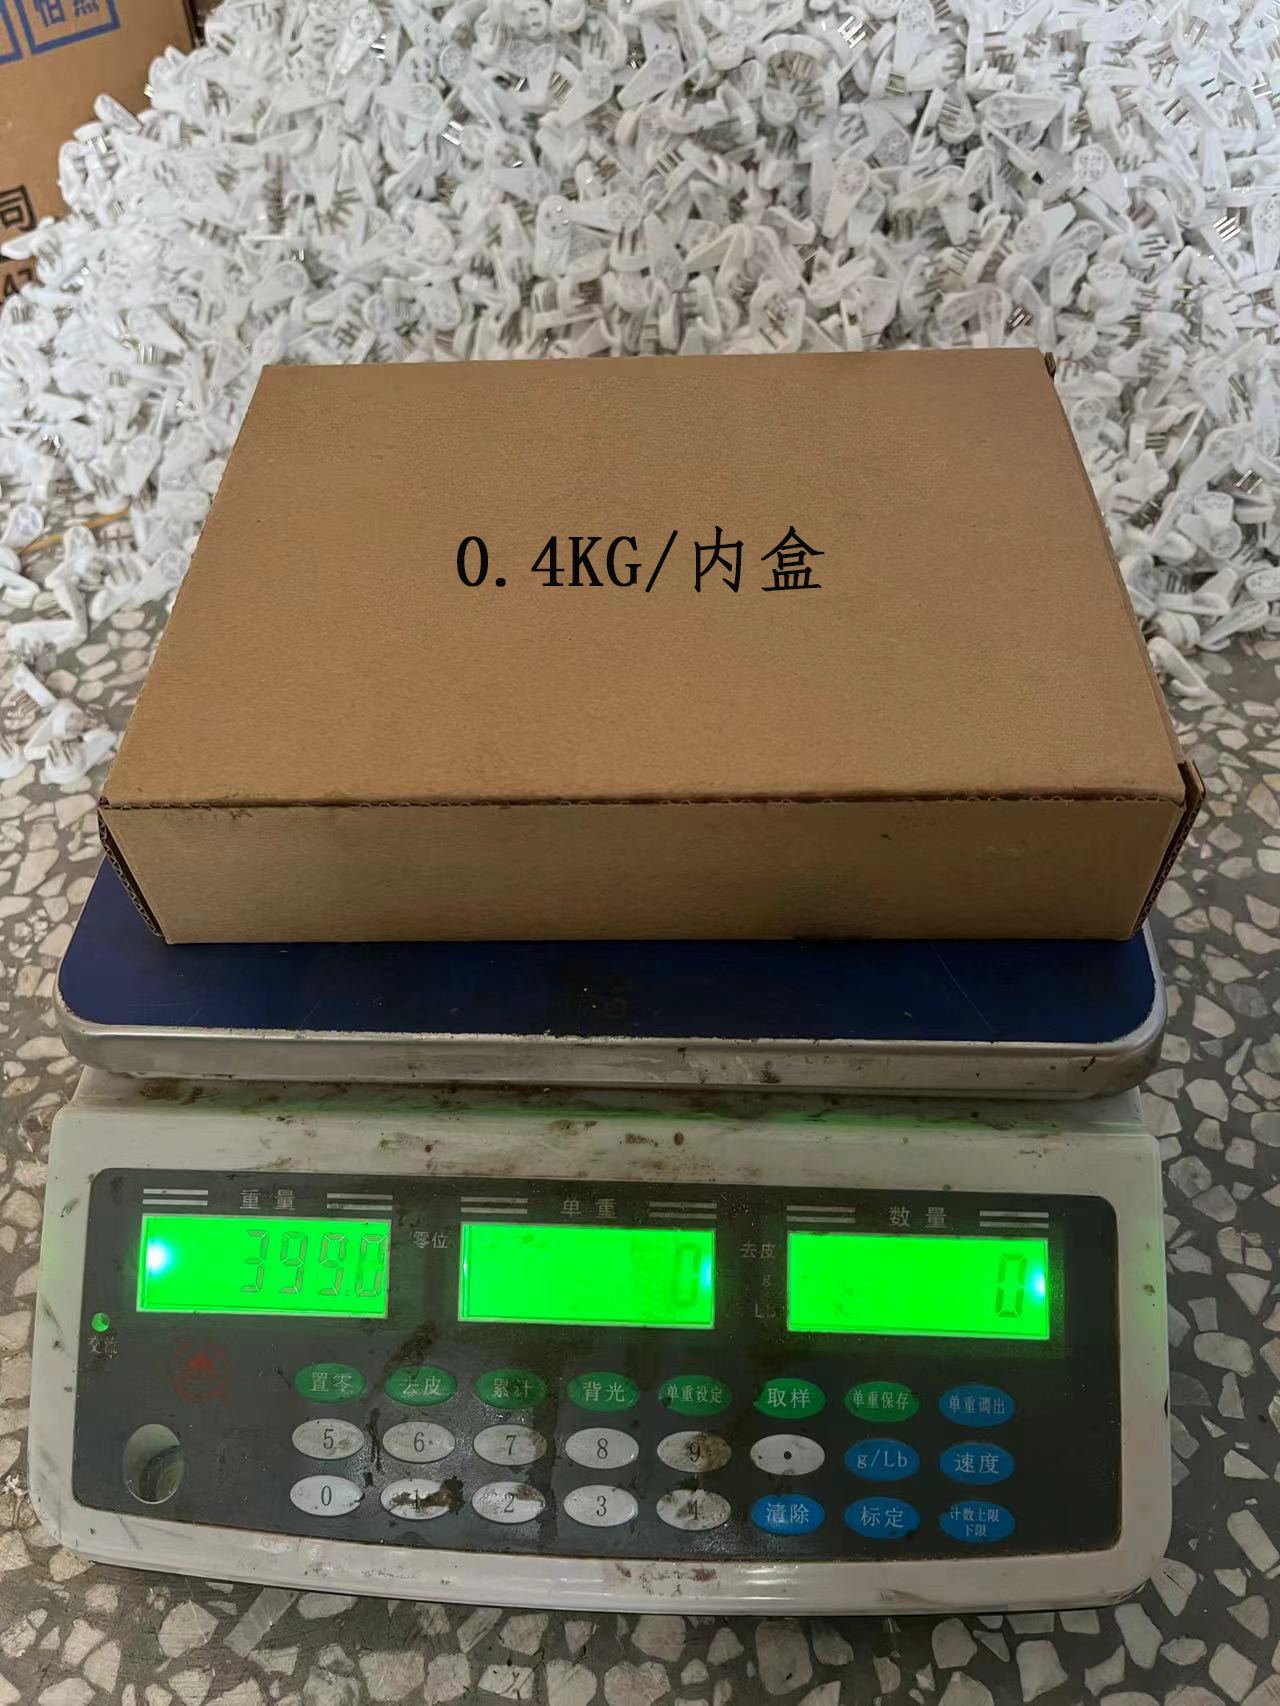 怕黑
司
0.4KG/内盒
重量
单重
数量
399.0
零位
0
去皮
g
Lb
0
交流
置零 去皮 累计 背光 单重设定 取样 单重保存 单重调出
5 6 7 8 9 • g/Lb 速度
0 1 2 3 4 清除 标定 计数上限
下限